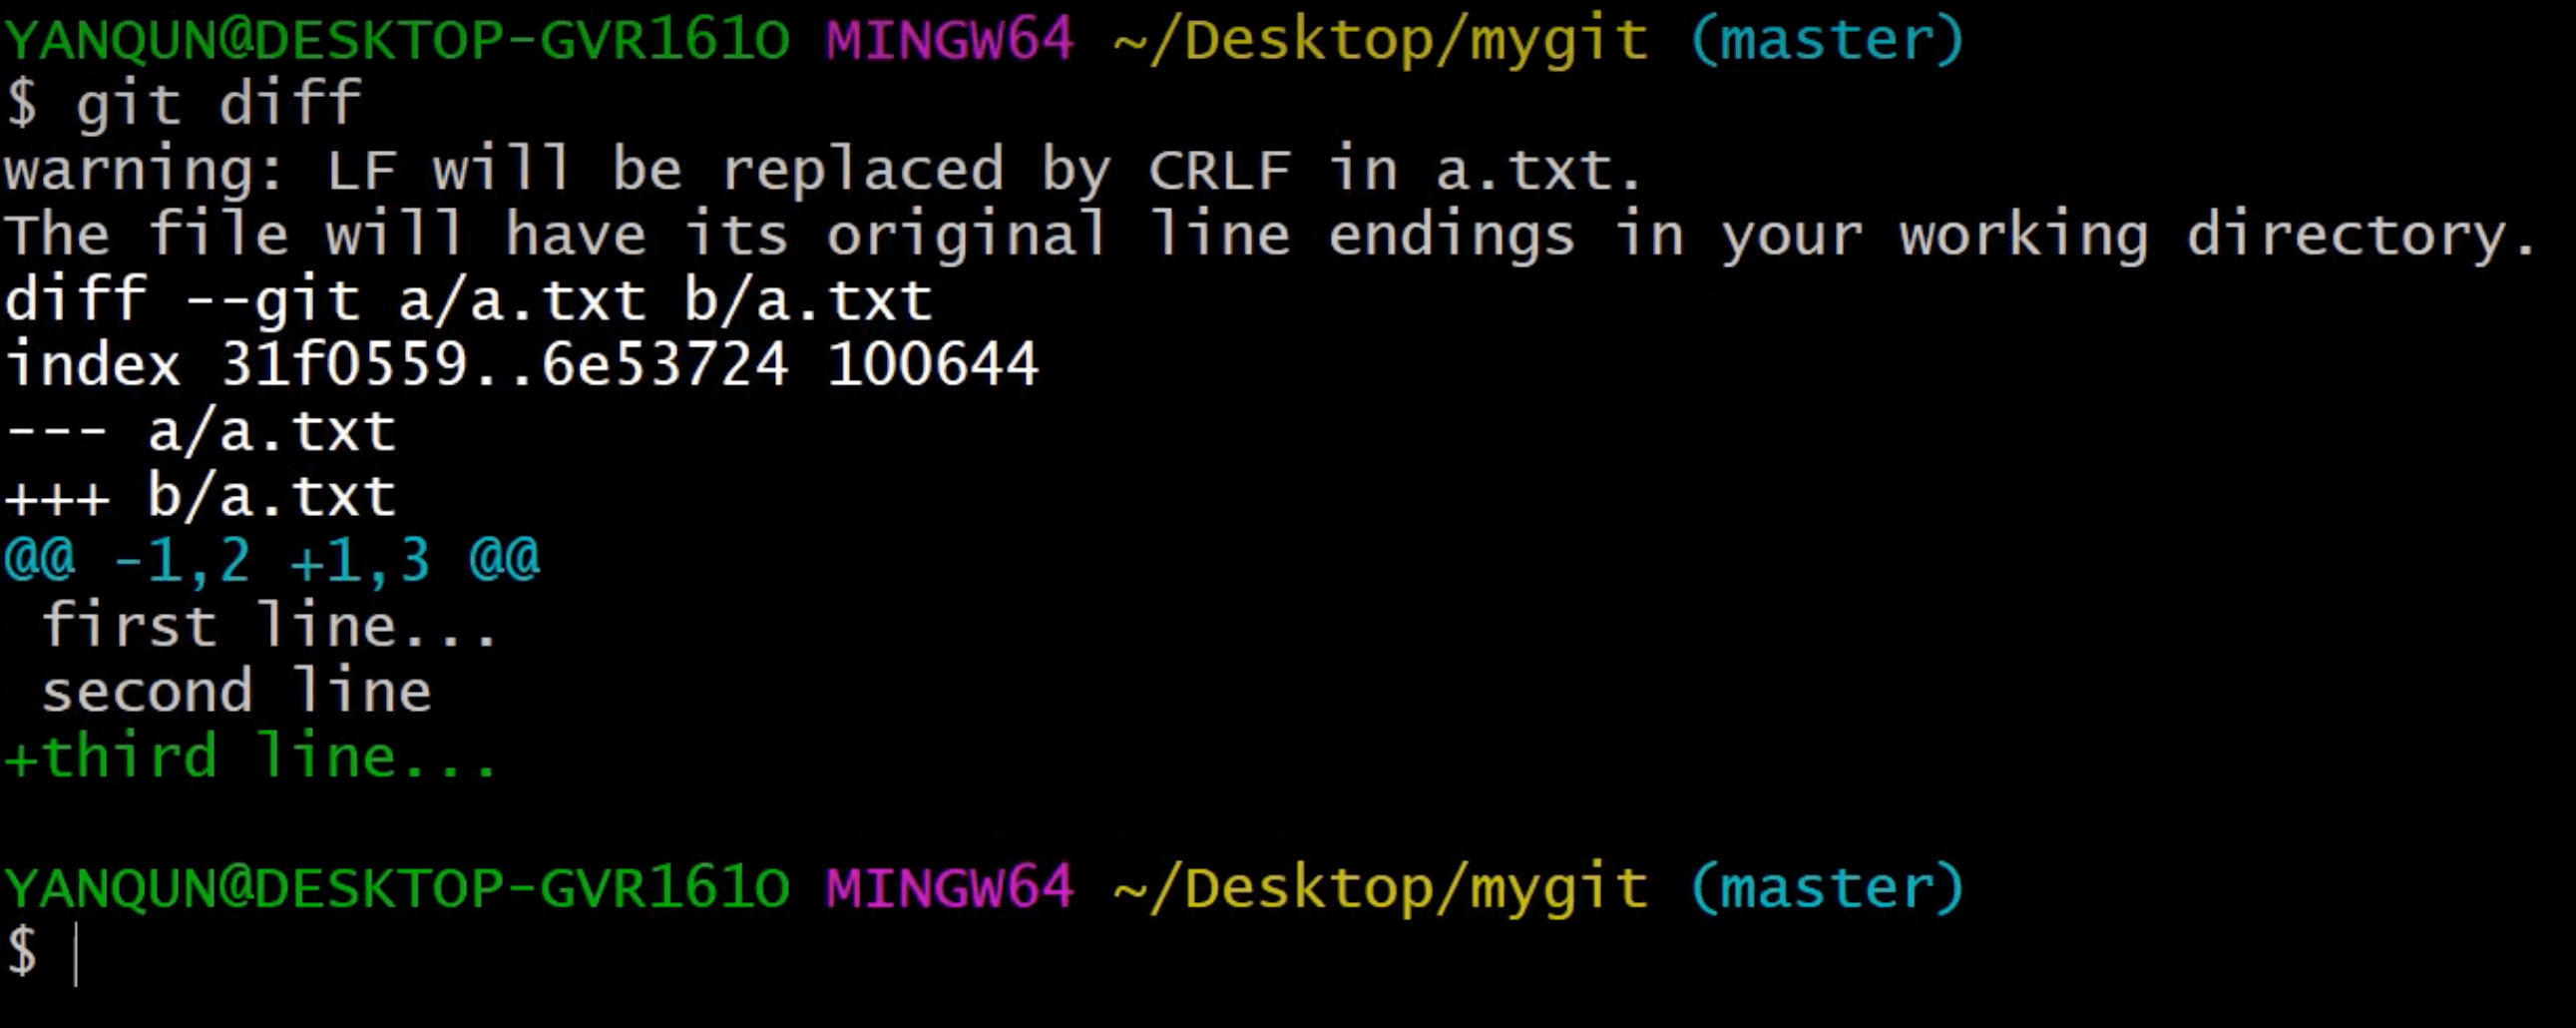 YANQUN@DESKTOP-GVR161O MINGW64 ~/Desktop/mygit (master)
$ git diff
warning: LF will be replaced by CRLF in a.txt.
The file will have its original line endings in your working directory.
diff --git a/a.txt b/a.txt
index 31f0559..6e53724 100644
--- a/a.txt
+++ b/a.txt
@@ -1,2 +1,3 @@
 first line...
 second line
+third line...
YANQUN@DESKTOP-GVR161O MINGW64 ~/Desktop/mygit (master)
$